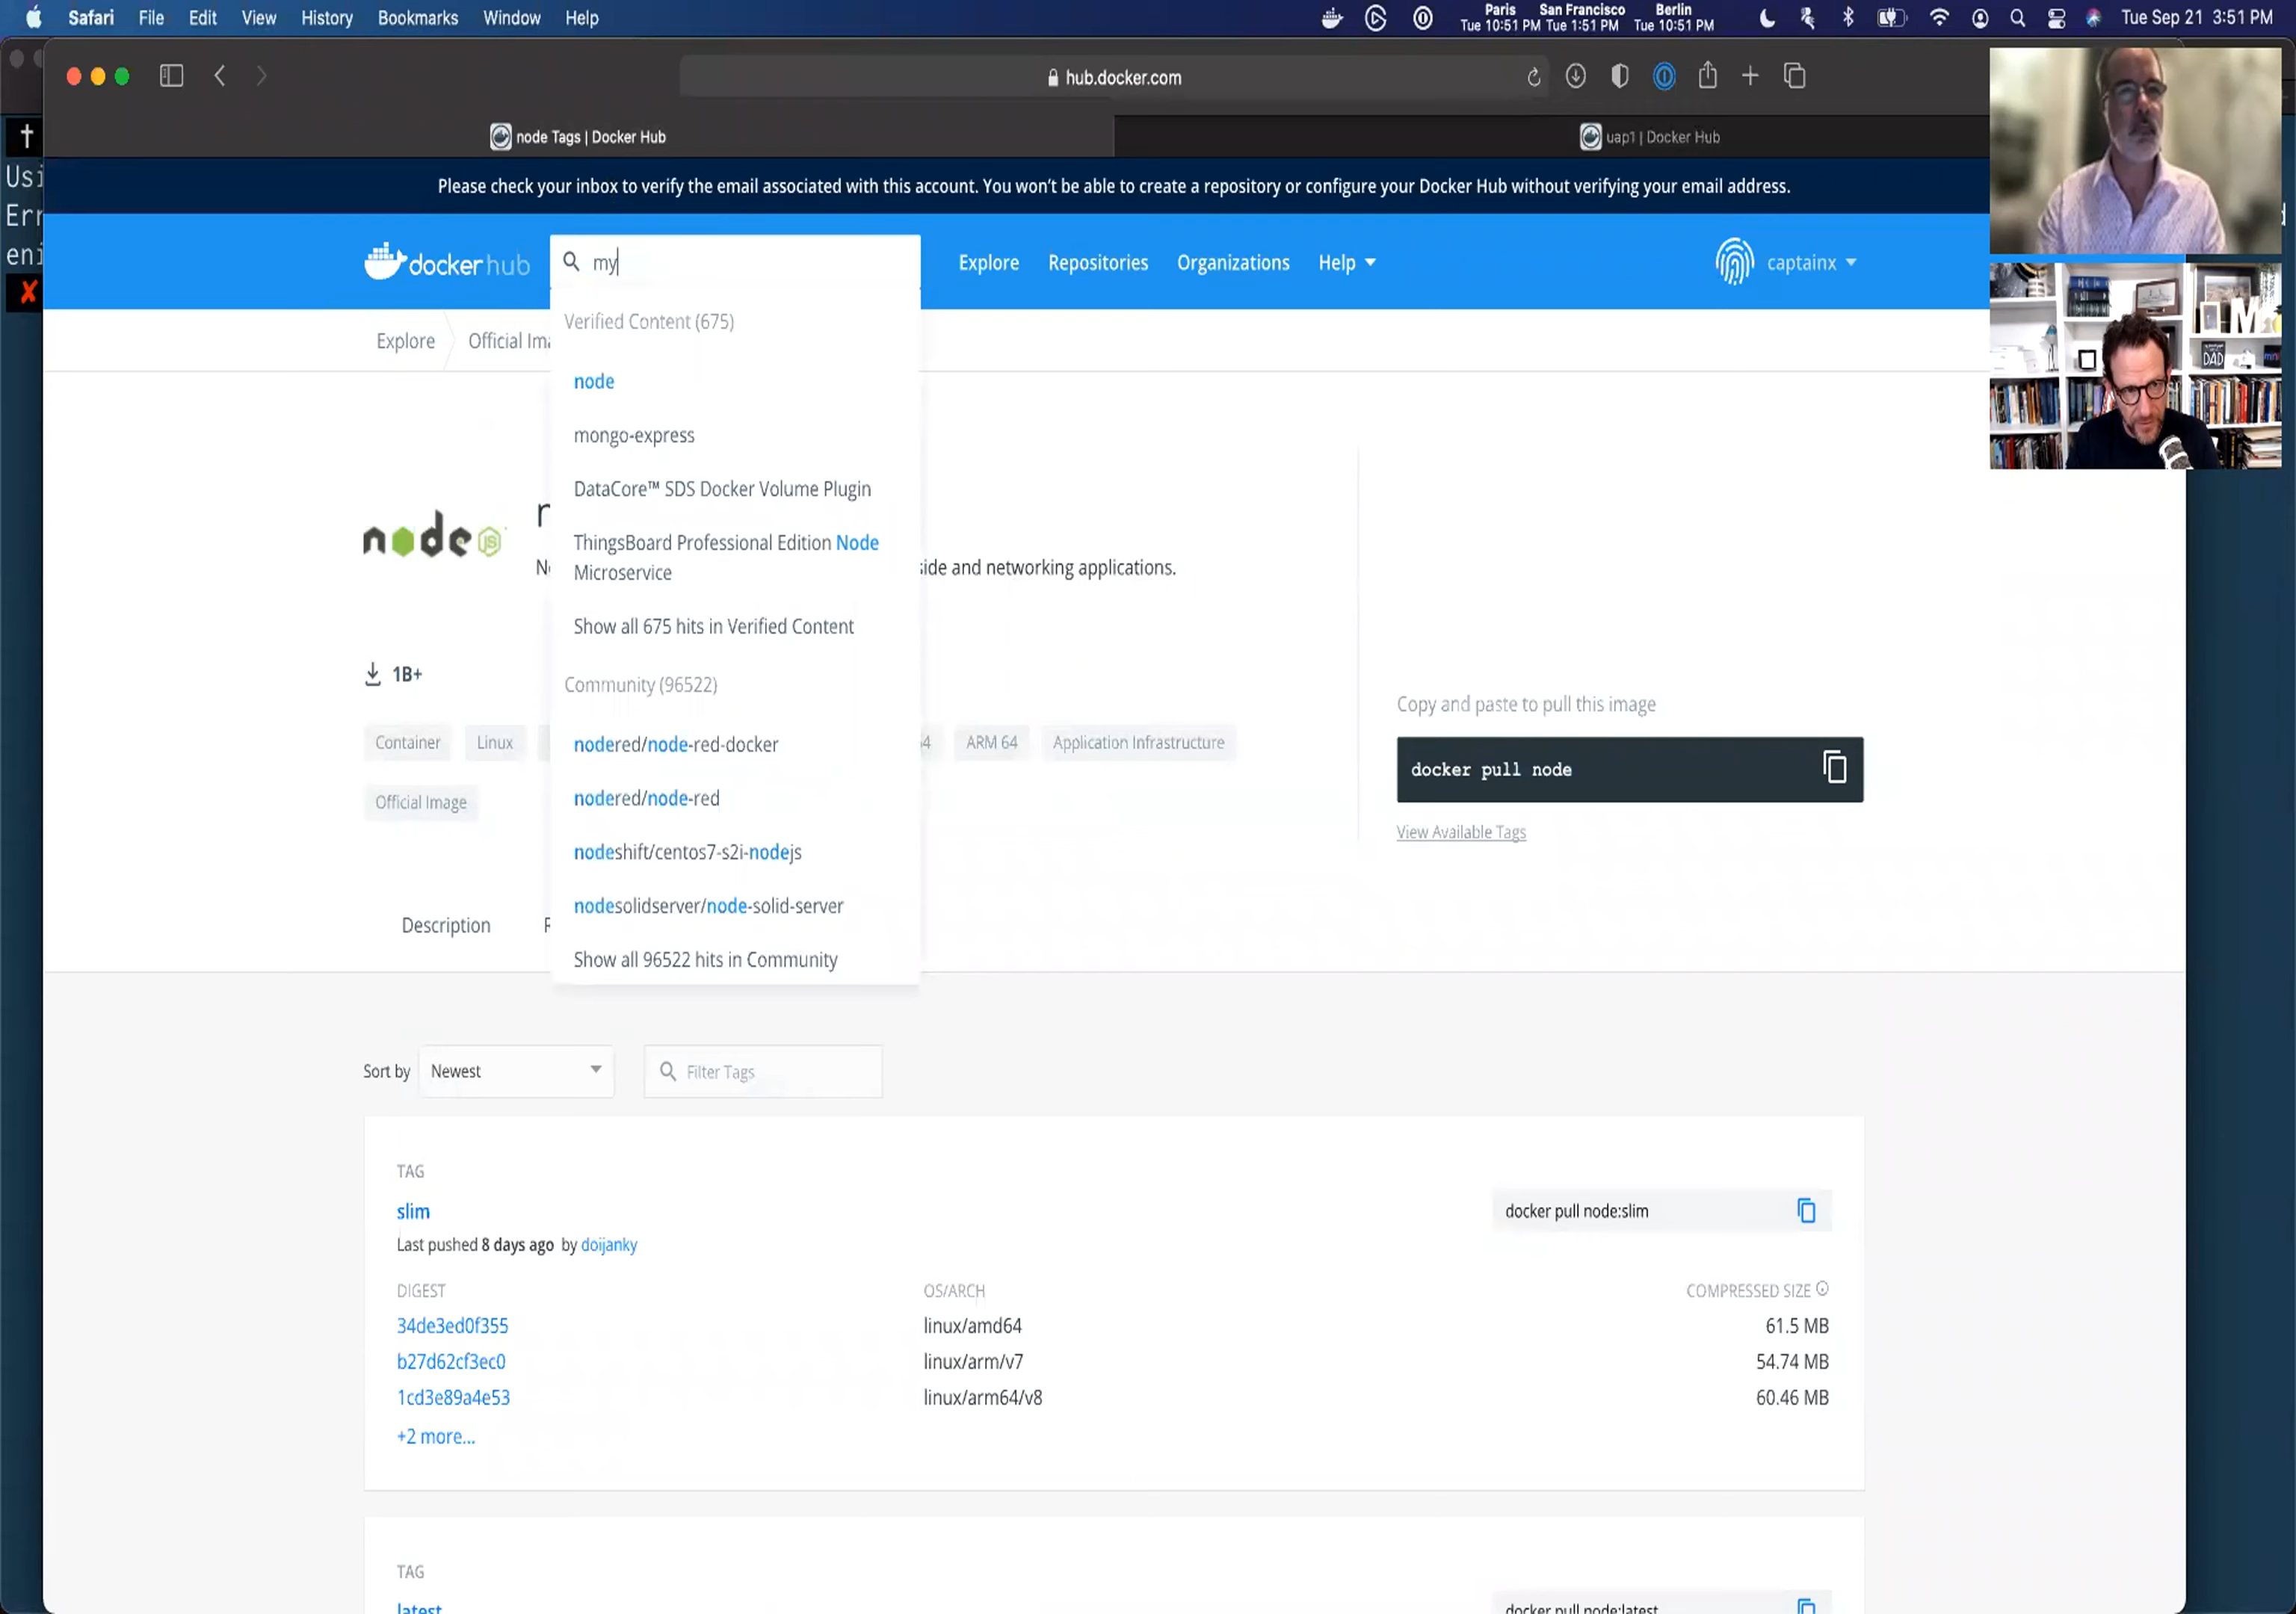 Safari File Edit View History Bookmarks Window Help
Paris San Francisco Berlin
Tue 10:51 PM Tue 1:51 PM Tue 10:51 PM
Tue Sep 21 3:51 PM
hub.docker.com
node Tags | Docker Hub
uap1 | Docker Hub
Usi
Err
eni
Please check your inbox to verify the email associated with this account. You won't be able to create a repository or configure your Docker Hub without verifying your email address.
docker hub
my
Explore Repositories Organizations Help
captainx
Explore
Official Ima
Verified Content (675)
node
mongo-express
DataCore™ SDS Docker Volume Plugin
ThingsBoard Professional Edition Node
Microservice
Show all 675 hits in Verified Content
Community (96522)
nodered/node-red-docker
nodered/node-red
nodeshift/centos7-s2i-nodejs
nodesolidserver/node-solid-server
Show all 96522 hits in Community
node JS
side and networking applications.
1B+
Container
Linux
ARM 64
Application Infrastructure
Official Image
Copy and paste to pull this image
docker pull node
View Available Tags
Description
Sort by
Newest
Filter Tags
TAG
slim
Last pushed 8 days ago by doijanky
docker pull node:slim
DIGEST OS/ARCH COMPRESSED SIZE
34de3ed0f355 linux/amd64 61.5 MB
b27d62cf3ec0 linux/arm/v7 54.74 MB
1cd3e89a4e53 linux/arm64/v8 60.46 MB
+2 more...
TAG
latest
docker pull node:latest
DAD
M